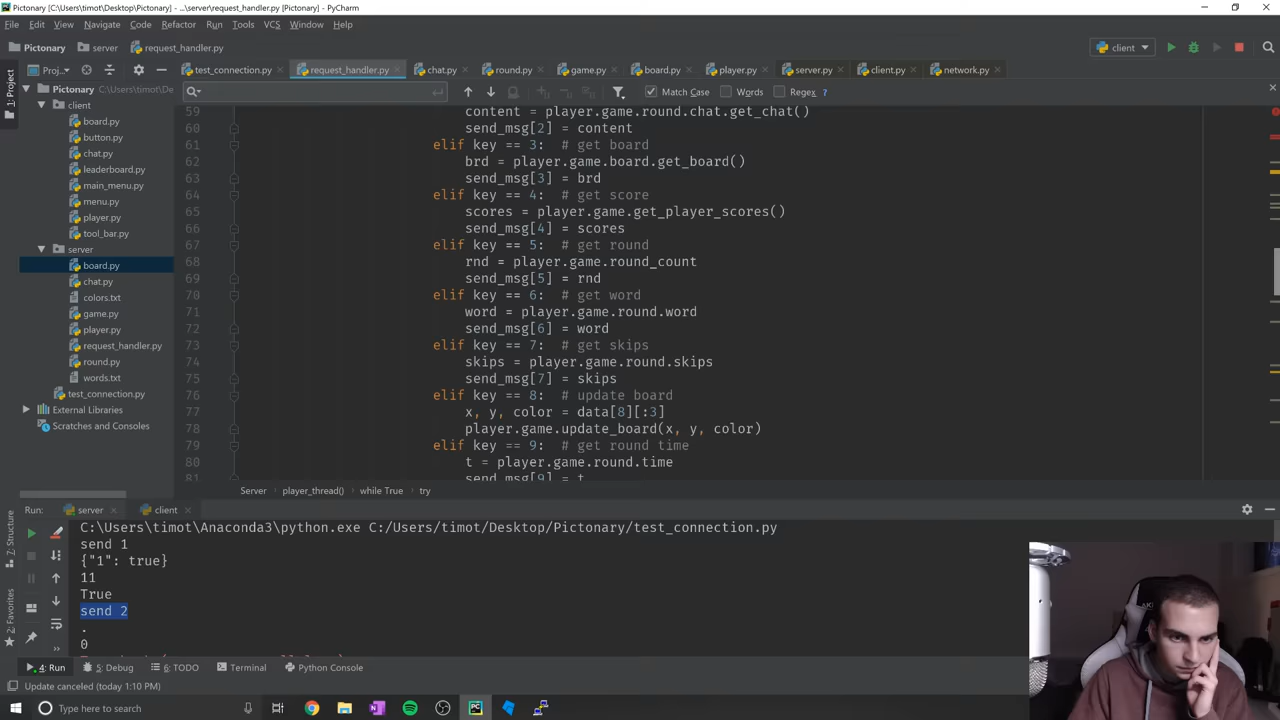 Pictonary [C:\Users\timot\Desktop\Pictonary] - ...\server\request_handler.py [Pictonary] - PyCharm
File Edit View Navigate Code Refactor Run Tools VCS Window Help
Pictonary server request_handler.py client
Proj... test_connection.py request_handler.py chat.py round.py game.py board.py player.py server.py client.py network.py
1: Project
Pictonary
client
board.py
button.py
chat.py
leaderboard.py
main_menu.py
menu.py
player.py
tool_bar.py
server
board.py
chat.py
colors.txt
game.py
player.py
request_handler.py
round.py
words.txt
test_connection.py
External Libraries
Scratches and Consoles
Match Case Words Regex ?
59 content = player.game.round.chat.get_chat()
60 send_msg[2] = content
61 elif key == 3: # get board
62 brd = player.game.board.get_board()
63 send_msg[3] = brd
64 elif key == 4: # get score
65 scores = player.game.get_player_scores()
66 send_msg[4] = scores
67 elif key == 5: # get round
68 rnd = player.game.round_count
69 send_msg[5] = rnd
70 elif key == 6: # get word
71 word = player.game.round.word
72 send_msg[6] = word
73 elif key == 7: # get skips
74 skips = player.game.round.skips
75 send_msg[7] = skips
76 elif key == 8: # update board
77 x, y, color = data[8][:3]
78 player.game.update_board(x, y, color)
79 elif key == 9: # get round time
80 t = player.game.round.time
81 send_msg[9] = t
Server player_thread() while True try
Run: server client
C:\Users\timot\Anaconda3\python.exe C:/Users/timot/Desktop/Pictonary/test_connection.py
send 1
{"1": true}
11
True
send 2
.
0
7: Structure
2: Favorites
4: Run 5: Debug 6: TODO Terminal Python Console
Update canceled (today 1:10 PM)
Type here to search